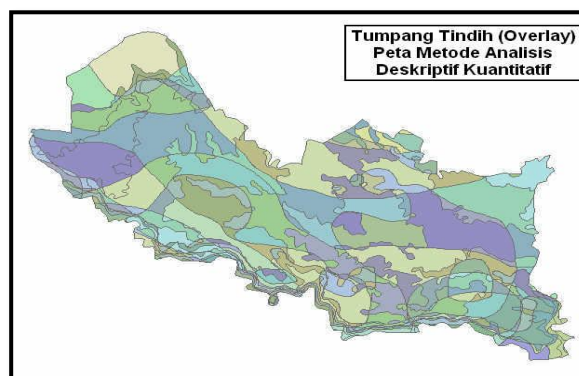 Tumpang Tindih (Overlay)
Peta Metode Analisis
Deskriptif Kuantitatif